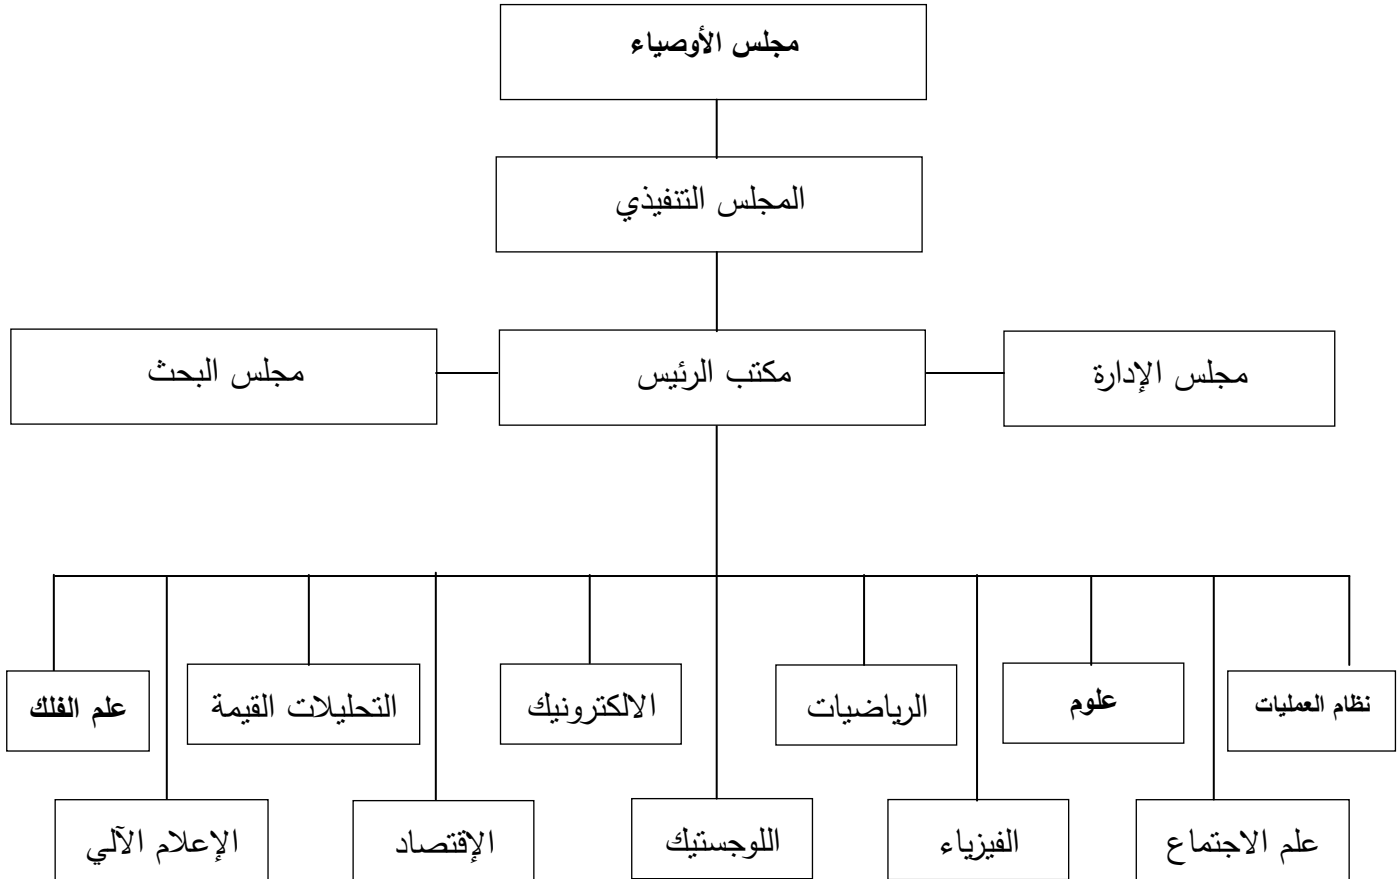 مجلس الأوصياء
المجلس التنفيذي
مجلس الإدارة
مكتب الرئيس
مجلس البحث
نظام العمليات
علوم
الرياضيات
الالكترونيك
التحليلات القيمة
علم الفلك
علم الاجتماع
الفيزياء
اللوجستيك
الإقتصاد
الإعلام الآلي